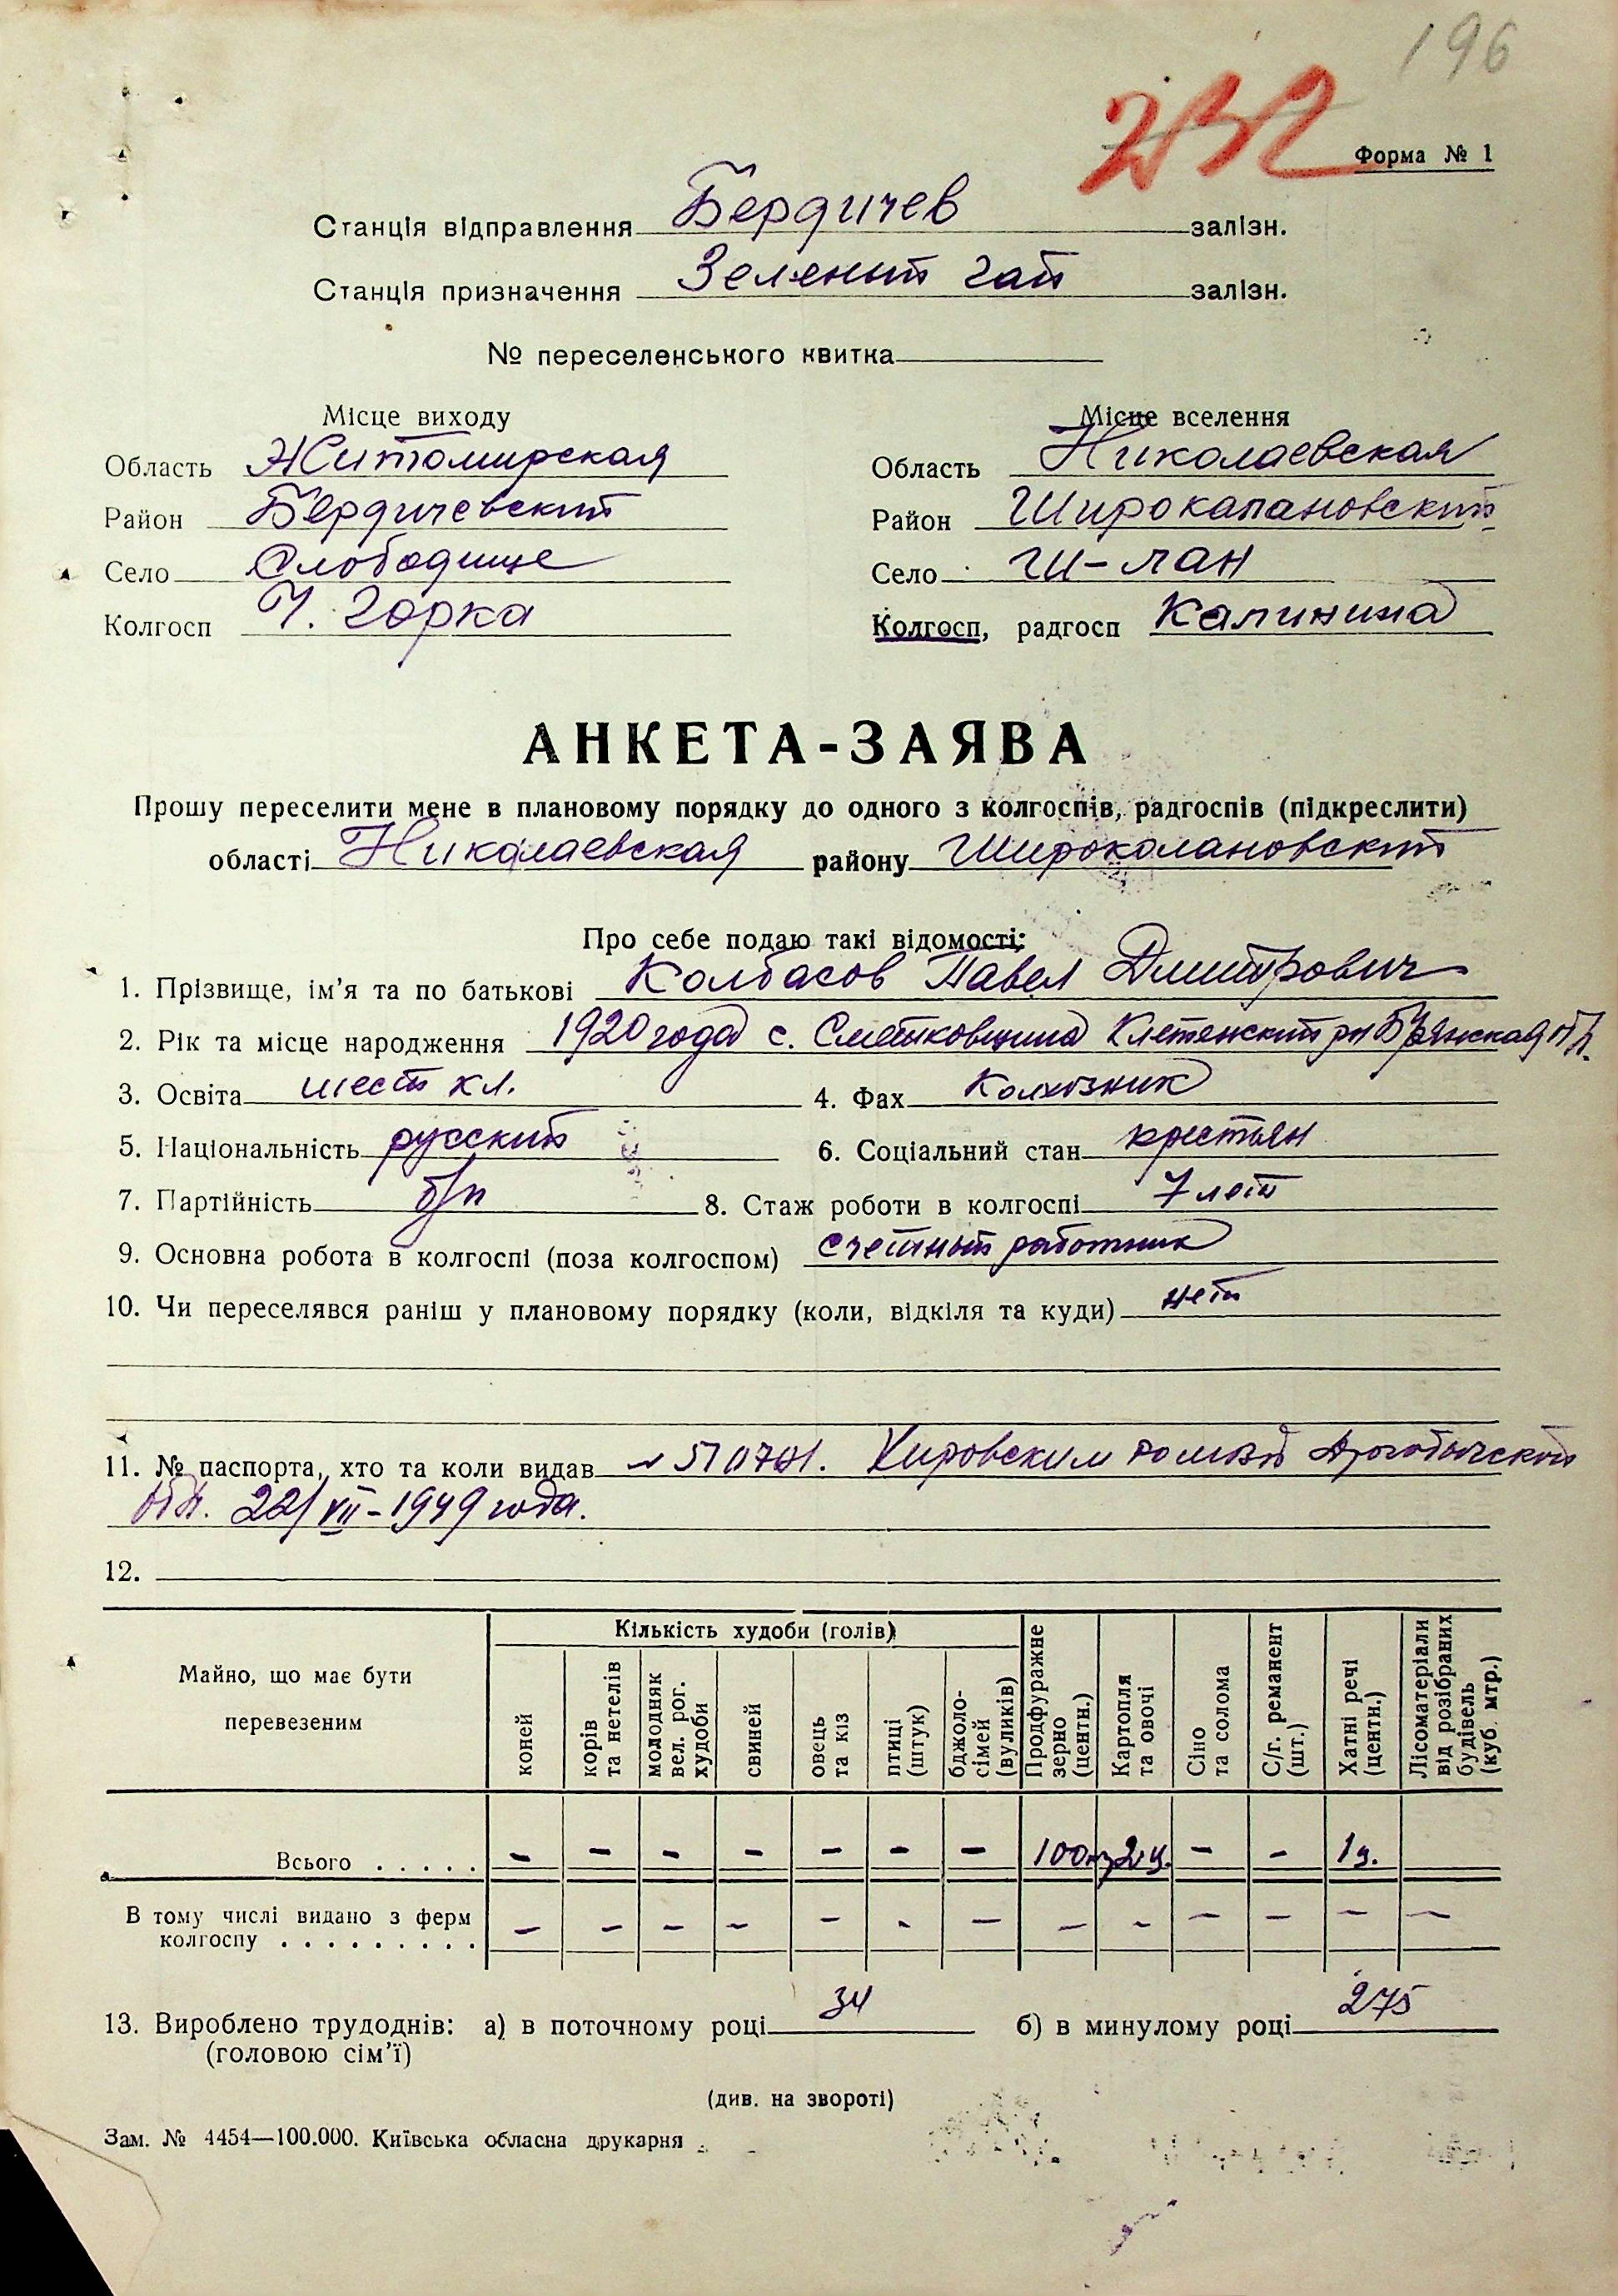 196
232
Форма № 1
Станція відправлення Бердичев залізн.
Станція призначення Зеленый гай залізн.
№ переселенського квитка
Місце виходу Місце вселення
Область Житомирская Область Николаевская
Район Бердичевский Район Широкалановский
Село Слободище Село Ш-лан
Колгосп Ч. Горка Колгосп, радгосп Калинина
АНКЕТА-ЗАЯВА
Прошу переселити мене в плановому порядку до одного з колгоспів, радгоспів (підкреслити)
області Николаевская району Широколановский
Про себе подаю такі відомості:
1. Прізвище, ім'я та по батькові Колбасов Павел Дмитрович
2. Рік та місце народження 1920 года с. Клетенский рн Брянская
3. Освіта шесть кл. 4. Фах Колхозник
5. Національність русский 6. Соціальний стан крестьян
7. Партійність б/п 8. Стаж роботи в колгоспі 7 лет
9. Основна робота в колгоспі (поза колгоспом) счетный работник
10. Чи переселявся раніш у плановому порядку (коли, відкіля та куди) нет
11. № паспорта, хто та коли видав Кировским Дрогобычской
22/VII-1949 года.
12.
Майно, що має бути перевезеним Кількість худоби (голів) Продфуражне зерно (центн.) Картопля та овочі Сіно та солома С/г. реманент (шт.) Хатні речі (центн.) Лісоматеріали від розібраних будівель (куб. мтр.)
коней корів та нетелів молодняк вел. рог. худоби свиней овець та кіз птиці (штук) бджоло-сімей (вуликів)
Всього . . . . . - - - - - - - 100кг 2ц. - - 1ц.
В тому числі видано з ферм
колгоспу . . . . . . . . . - - - - - - - - - - - - -
13. Вироблено трудоднів: а) в поточному році 34 б) в минулому році 275
(головою сім'ї)
(див. на звороті)
Зам. № 4454—100.000. Київська обласна друкарня